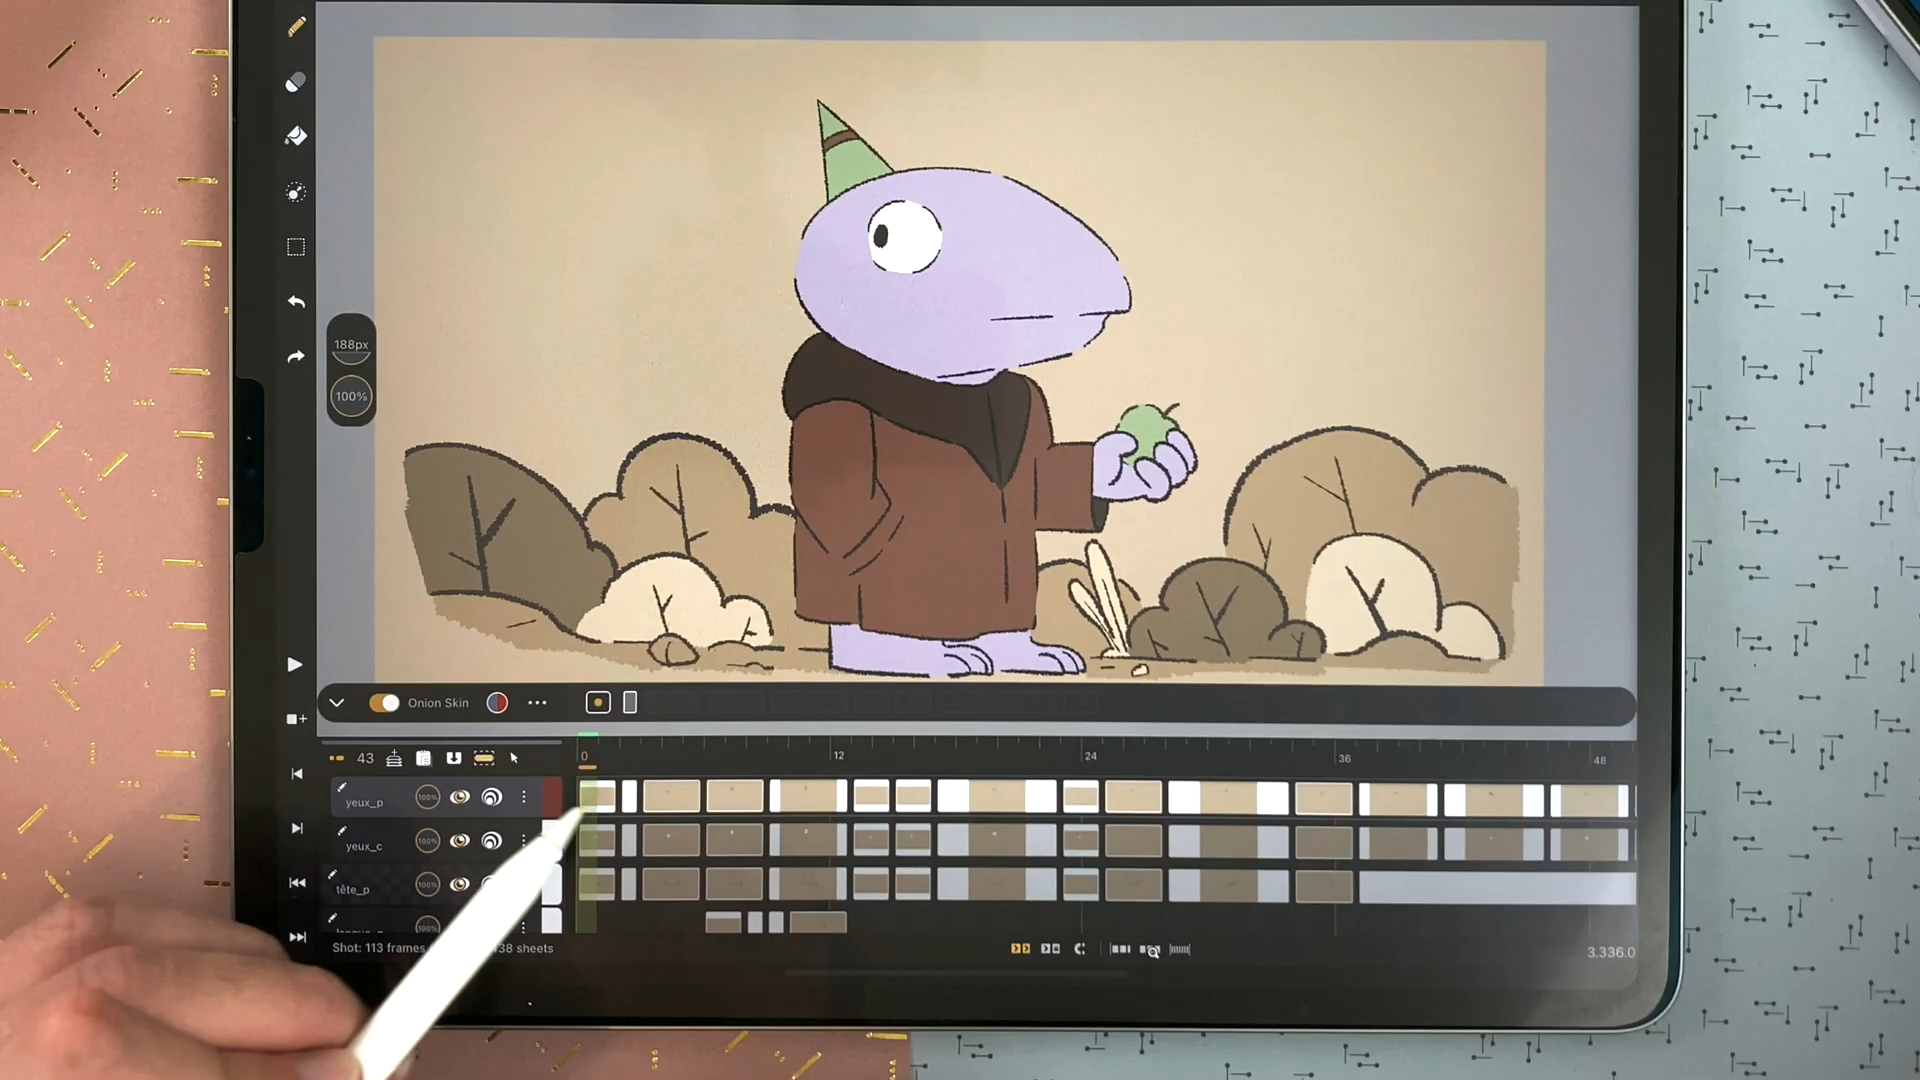 188px
100%
Onion Skin
43
0 12 24 36 48
yeux_p 100%
yeux_c 100%
tête_p 100%
100%
Shot: 113 frames 38 sheets
3.336.0